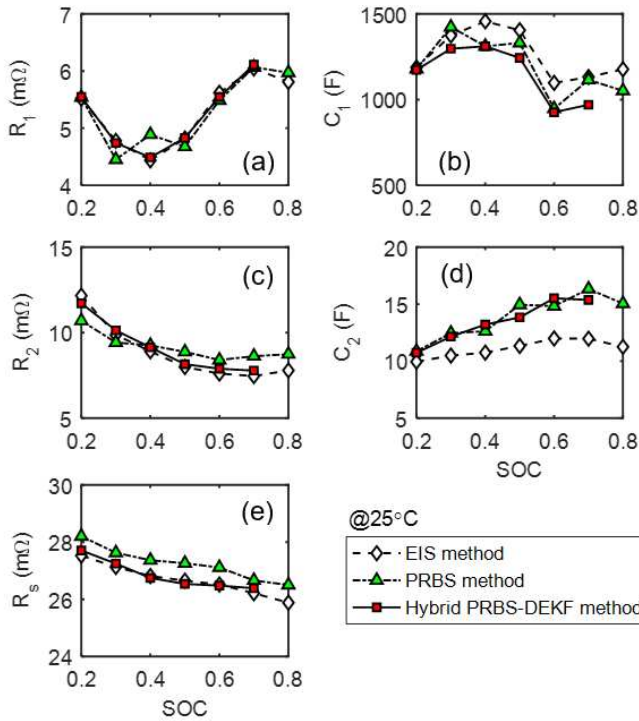 7
6
5
4
R1 (mΩ)
(a)
0.2 0.4 0.6 0.8
1500
1000
500
C1 (F)
(b)
0.2 0.4 0.6 0.8
15
10
5
R2 (mΩ)
(c)
0.2 0.4 0.6 0.8
20
15
10
5
C2 (F)
(d)
0.2 0.4 0.6 0.8
SOC
30
28
26
24
Rs (mΩ)
(e)
0.2 0.4 0.6 0.8
SOC
@25°C
EIS method
PRBS method
Hybrid PRBS-DEKF method